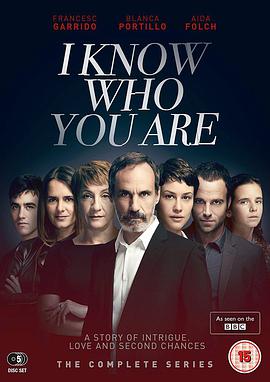 FRANCESC BLANCA AIDA
GARRIDO PORTILLO FOLCH
I KNOW
WHO
YOU ARE
A STORY OF INTRIGUE,
LOVE AND SECOND CHANCES
THE COMPLETE SERIES
5
DISC SET
As seen on the
BBC
15